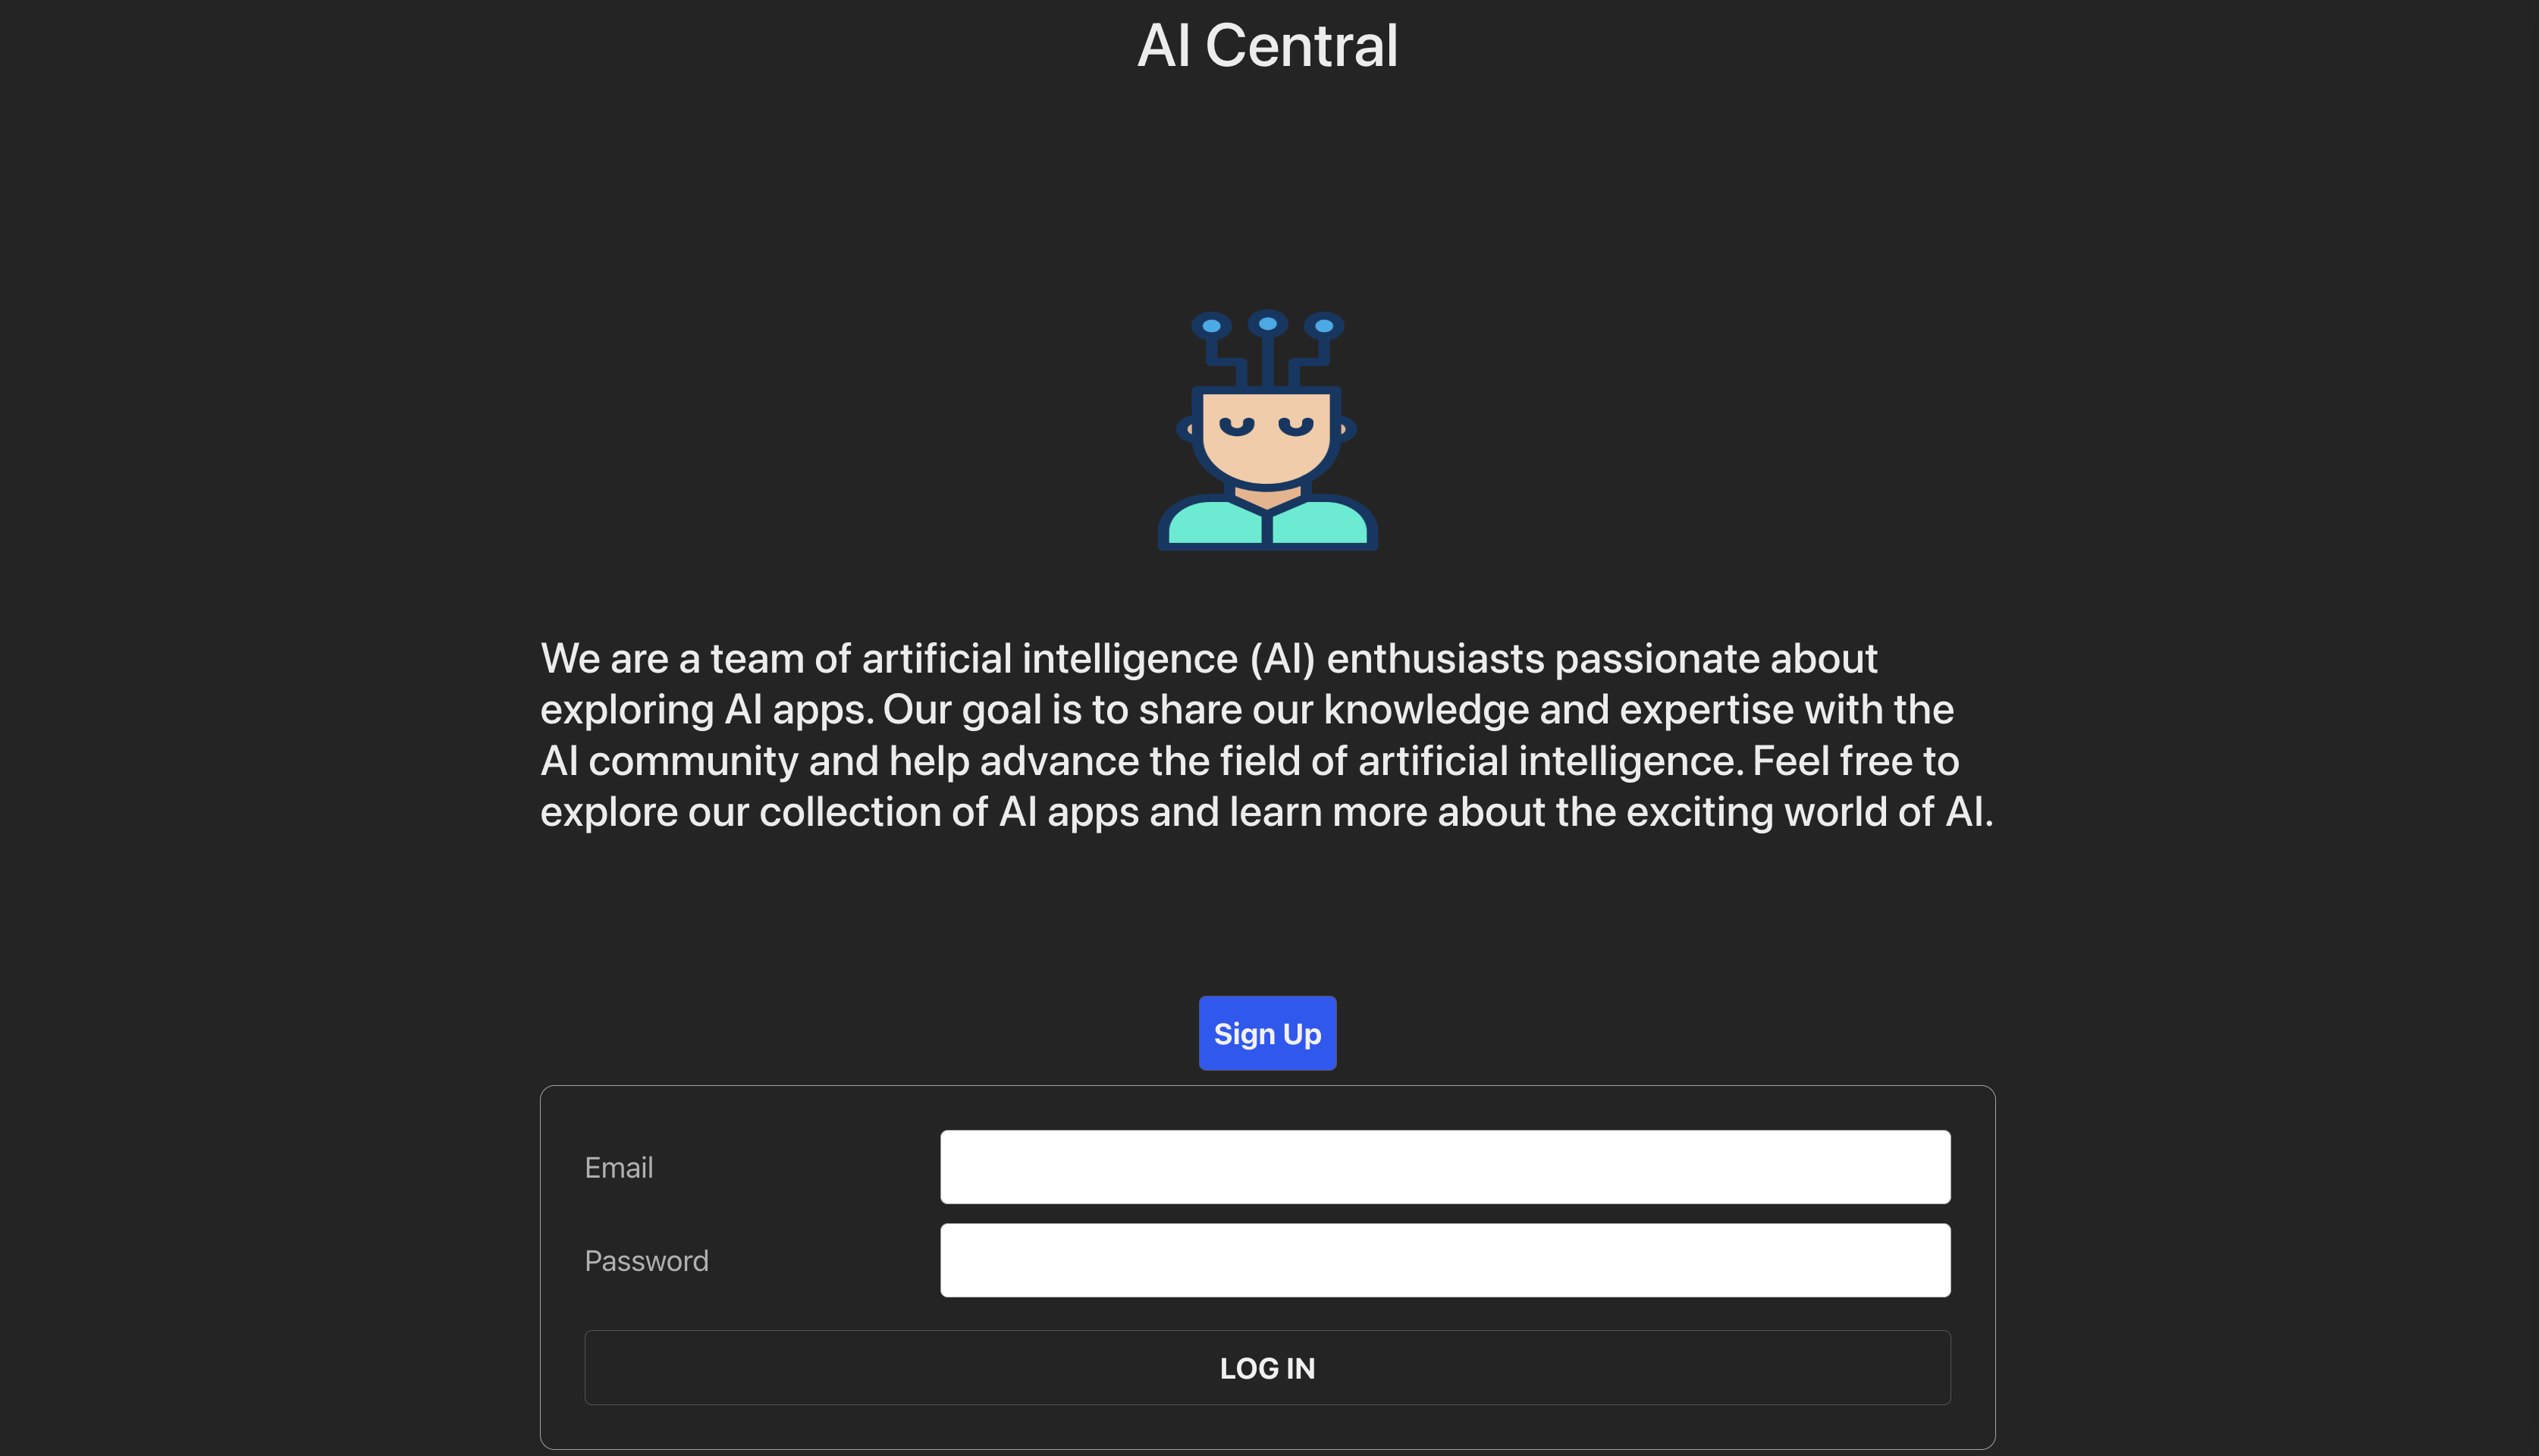 AI Central
We are a team of artificial intelligence (AI) enthusiasts passionate about
exploring AI apps. Our goal is to share our knowledge and expertise with the
AI community and help advance the field of artificial intelligence. Feel free to
explore our collection of AI apps and learn more about the exciting world of AI.
Sign Up
Email
Password
LOG IN